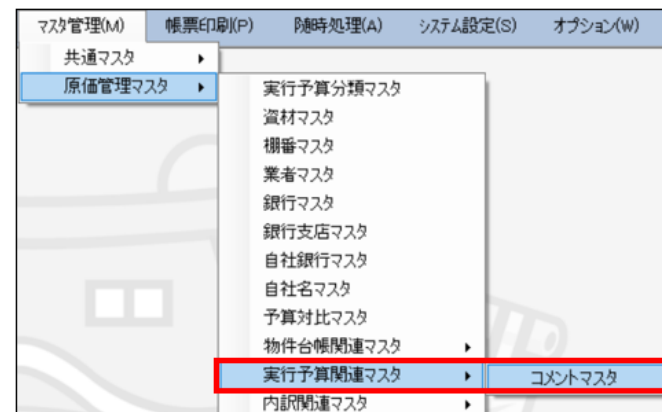 マスタ管理(M) 帳票印刷(P) 随時処理(A) システム設定(S) オプション(W)
共通マスタ
原価管理マスタ
実行予算分類マスタ
資材マスタ
棚番マスタ
業者マスタ
銀行マスタ
銀行支店マスタ
自社銀行マスタ
自社名マスタ
予算対比マスタ
物件台帳関連マスタ
実行予算関連マスタ コメントマスタ
内訳関連マスタ